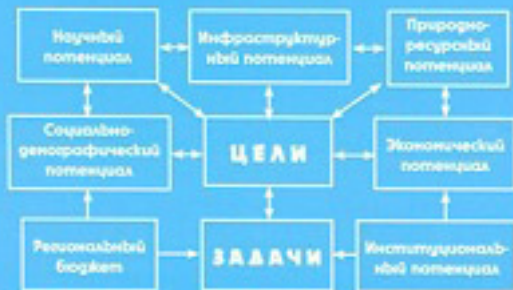 Научный
потенциал
Инфраструктур-
ный потенциал
Природно-
ресурсный
потенциал
Социально-
демографический
потенциал
ЦЕЛИ
Экономический
потенциал
Региональный
бюджет
ЗАДАЧИ
Институциональ-
ный потенциал